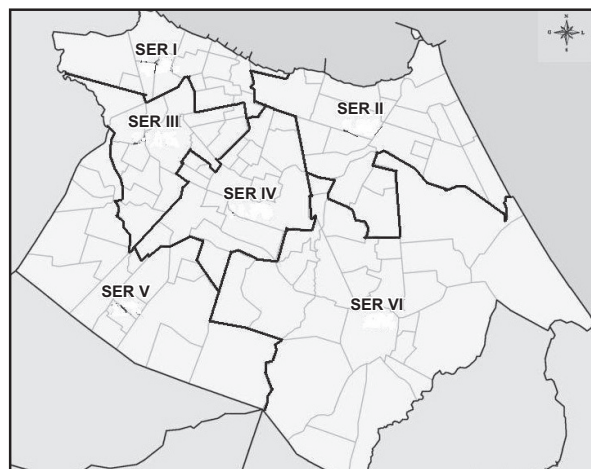 N
O L
S
SER I
SER II
SER III
SER IV
SER V
SER VI